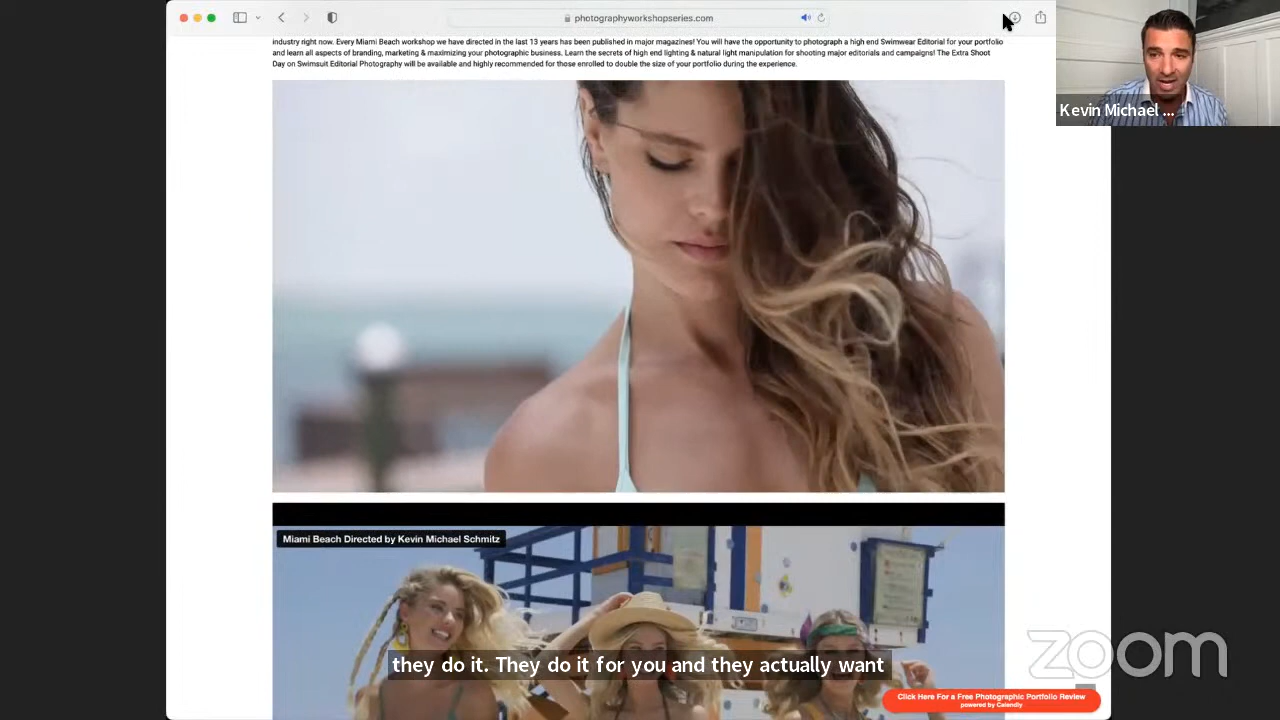 photographyworkshopseries.com
industry right now. Every Miami Beach workshop we have directed in the last 13 years has been published in major magazines! You will have the opportunity to photograph a high end Swimwear Editorial for your portfolio
and learn all aspects of branding, marketing & maximizing your photographic business. Learn the secrets of high end lighting & natural light manipulation for shooting major editorials and campaigns! The Extra Shoot
Day on Swimsuit Editorial Photography will be available and highly recommended for those enrolled to double the size of your portfolio during the experience.
Kevin Michael ...
Miami Beach Directed by Kevin Michael Schmitz
they do it. They do it for you and they actually want
zoom
Click Here For a Free Photographic Portfolio Review
powered by Calendly